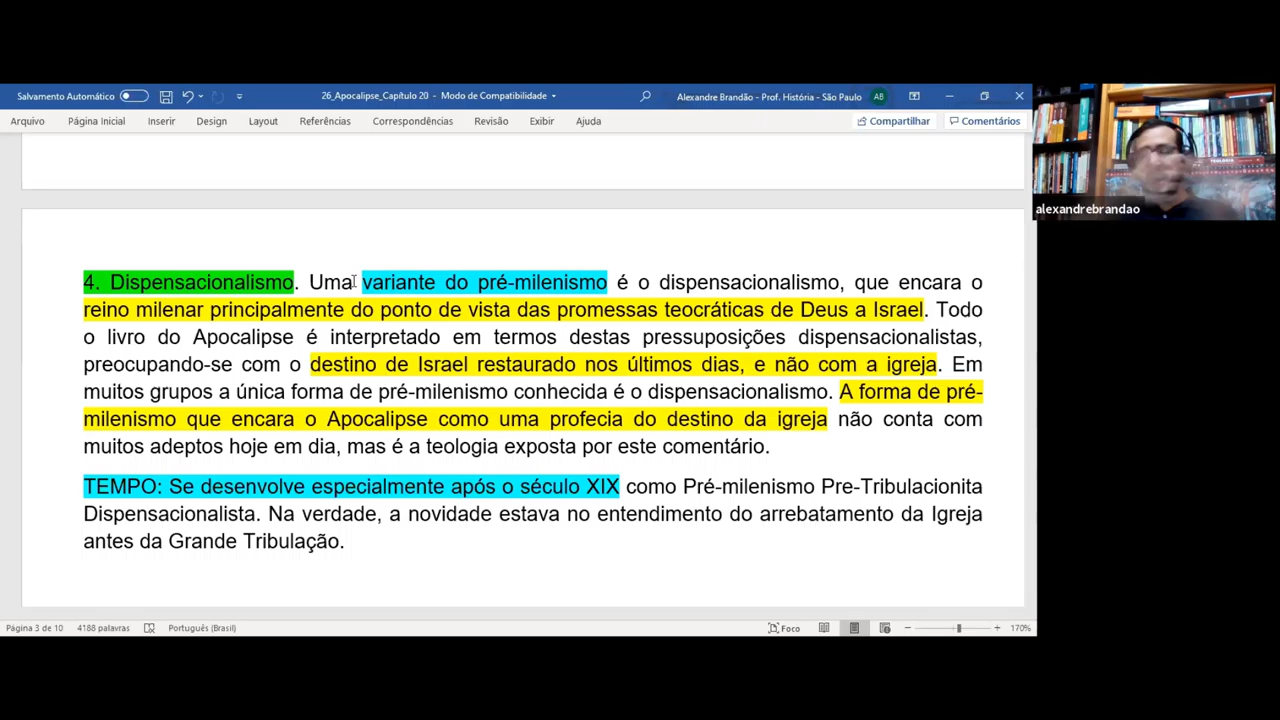 Salvamento Automático
26_Apocalipse_Capítulo 20 - Modo de Compatibilidade
Alexandre Brandão - Prof. História - São Paulo AB
Arquivo Página Inicial Inserir Design Layout Referências Correspondências Revisão Exibir Ajuda Compartilhar Comentários
alexandrebrandao
4. Dispensacionalismo. Uma variante do pré-milenismo é o dispensacionalismo, que encara o
reino milenar principalmente do ponto de vista das promessas teocráticas de Deus a Israel. Todo
o livro do Apocalipse é interpretado em termos destas pressuposições dispensacionalistas,
preocupando-se com o destino de Israel restaurado nos últimos dias, e não com a igreja. Em
muitos grupos a única forma de pré-milenismo conhecida é o dispensacionalismo. A forma de pré-
milenismo que encara o Apocalipse como uma profecia do destino da igreja não conta com
muitos adeptos hoje em dia, mas é a teologia exposta por este comentário.
TEMPO: Se desenvolve especialmente após o século XIX como Pré-milenismo Pre-Tribulacionita
Dispensacionalista. Na verdade, a novidade estava no entendimento do arrebatamento da Igreja
antes da Grande Tribulação.
Página 3 de 10 4188 palavras Português (Brasil) Foco 170%